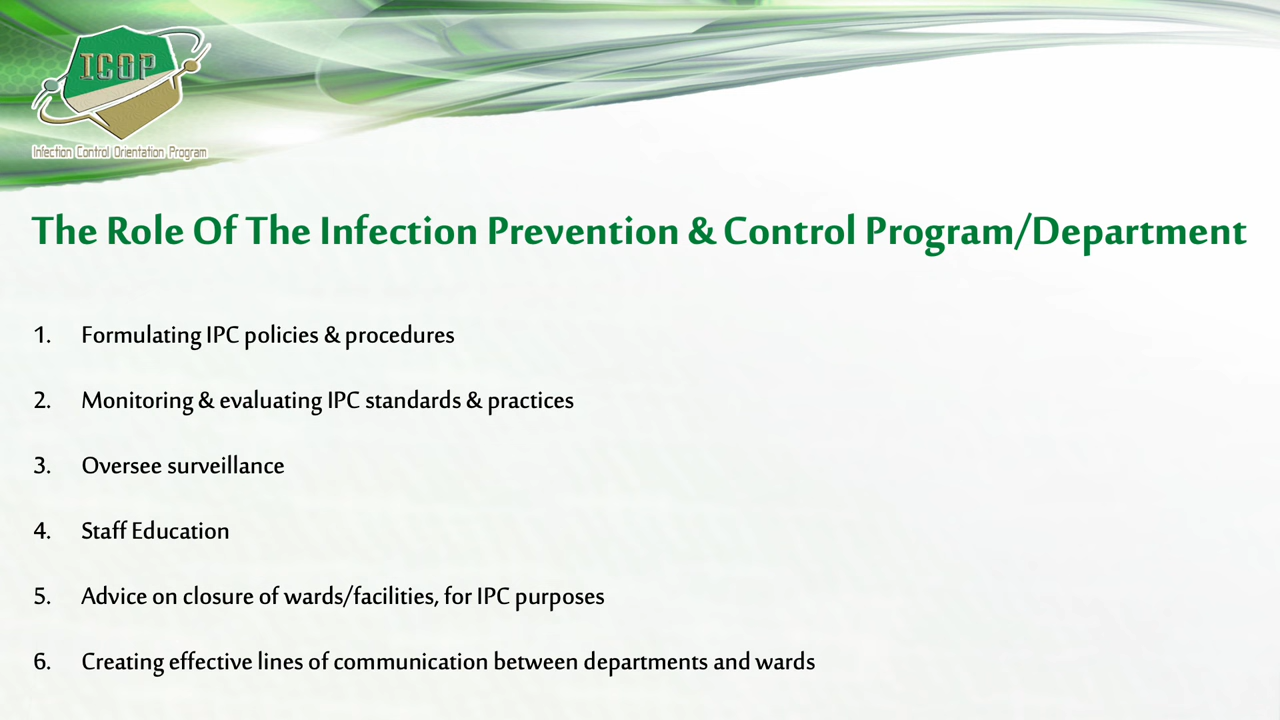 ICOP
Infection Control Orientation Program
The Role Of The Infection Prevention & Control Program/Department
1. Formulating IPC policies & procedures
2. Monitoring & evaluating IPC standards & practices
3. Oversee surveillance
4. Staff Education
5. Advice on closure of wards/facilities, for IPC purposes
6. Creating effective lines of communication between departments and wards